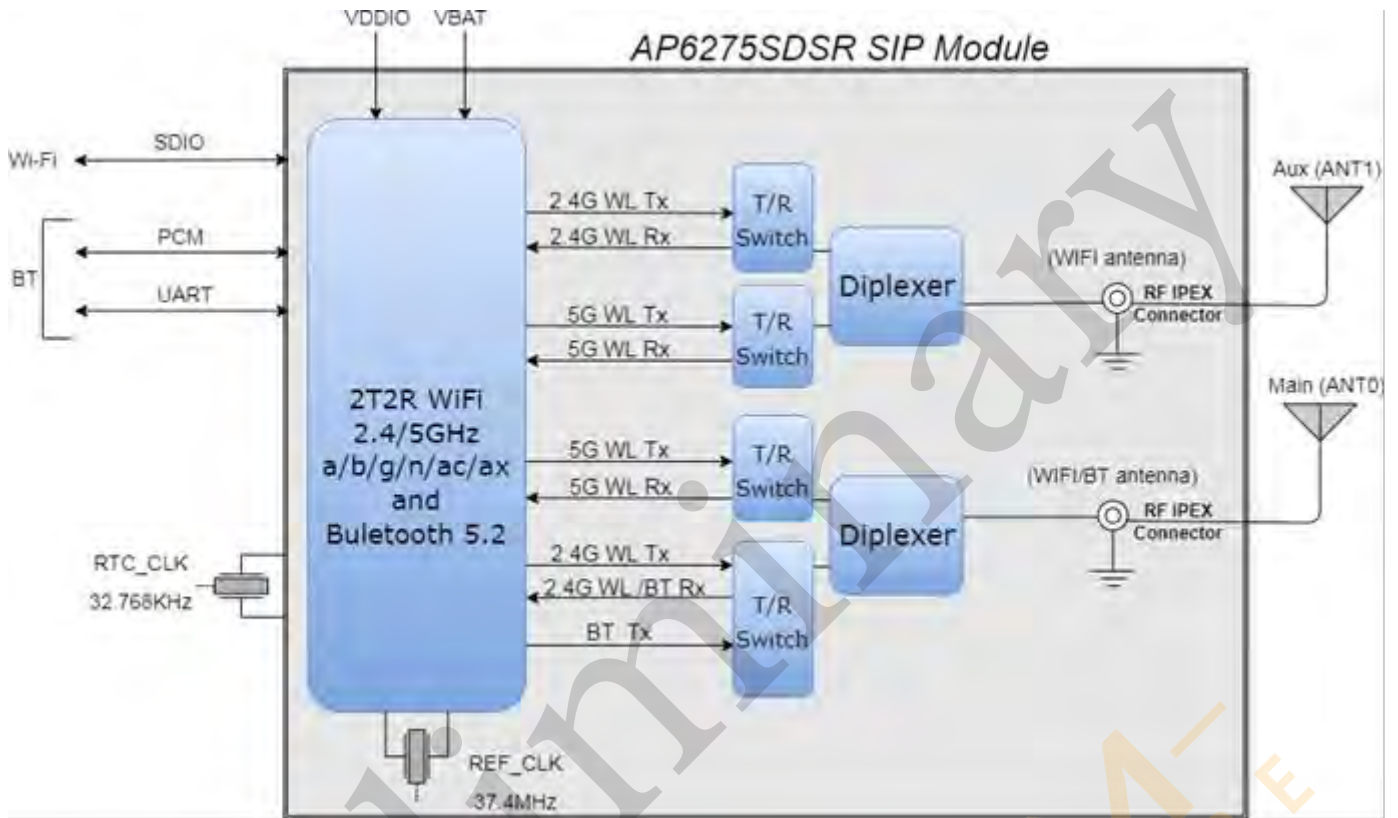 VDDIO VBAT
AP6275SDSR SIP Module
Wi-Fi
SDIO
BT
PCM
UART
2T2R WiFi
2.4/5GHz
a/b/g/n/ac/ax
and
Buletooth 5.2
2.4G WL Tx
2.4G WL Rx
T/R
Switch
5G WL Tx
5G WL Rx
T/R
Switch
Diplexer
(WIFI antenna)
RF IPEX
Connector
Aux (ANT1)
5G WL Tx
5G WL Rx
T/R
Switch
2.4G WL Tx
2.4G WL /BT Rx
BT Tx
T/R
Switch
Diplexer
(WIFI/BT antenna)
RF IPEX
Connector
Main (ANT0)
RTC_CLK
32.768KHz
REF_CLK
37.4MHz